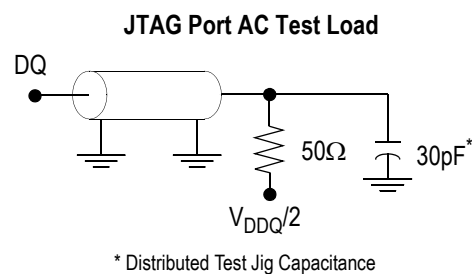 JTAG Port AC Test Load
DQ
50Ω
30pF*
VDDQ/2
* Distributed Test Jig Capacitance